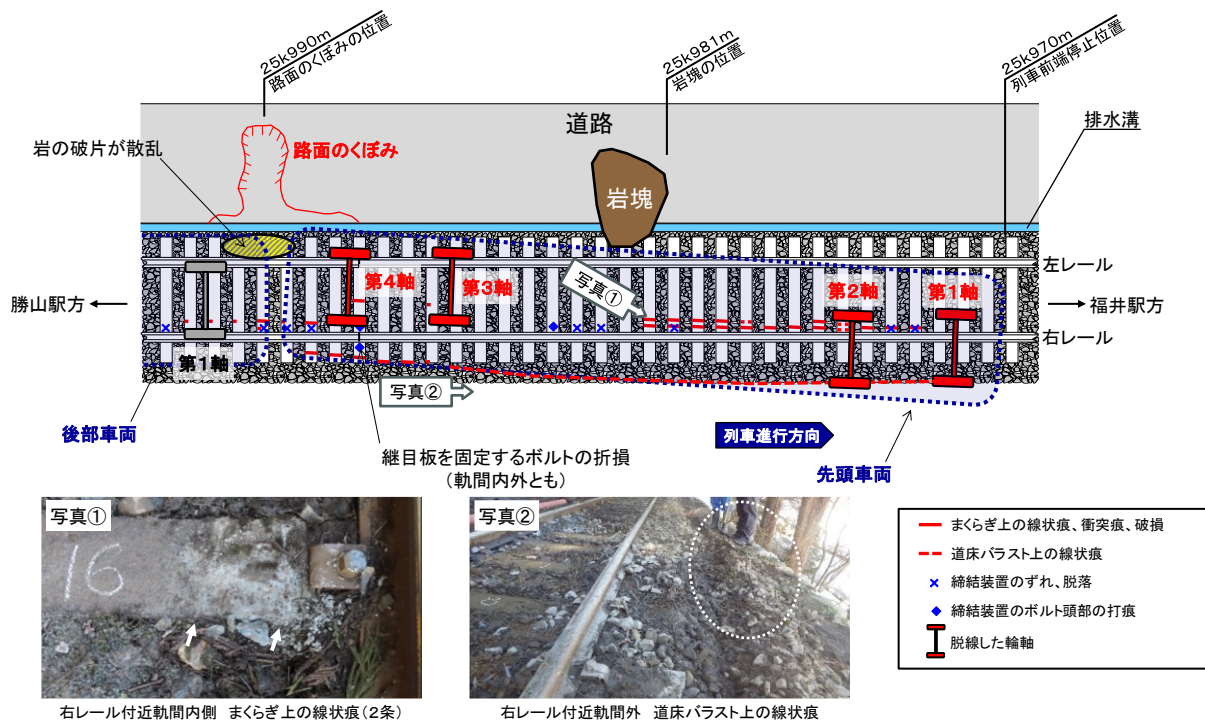 25k990m
路面のくぼみの位置
25k981m
岩塊の位置
25k970m
列車前端停止位置
道路
排水溝
岩の破片が散乱
路面のくぼみ
岩塊
左レール
写真①
第4軸
第3軸
第2軸
第1軸
勝山駅方
福井駅方
右レール
第1軸
写真②
後部車両
列車進行方向
先頭車両
継目板を固定するボルトの折損
(軌間内外とも)
写真①
16
右レール付近軌間内側 まくらぎ上の線状痕(2条)
写真②
右レール付近軌間外 道床バラスト上の線状痕
まくらぎ上の線状痕、衝突痕、破損
道床バラスト上の線状痕
締結装置のずれ、脱落
締結装置のボルト頭部の打痕
脱線した輪軸